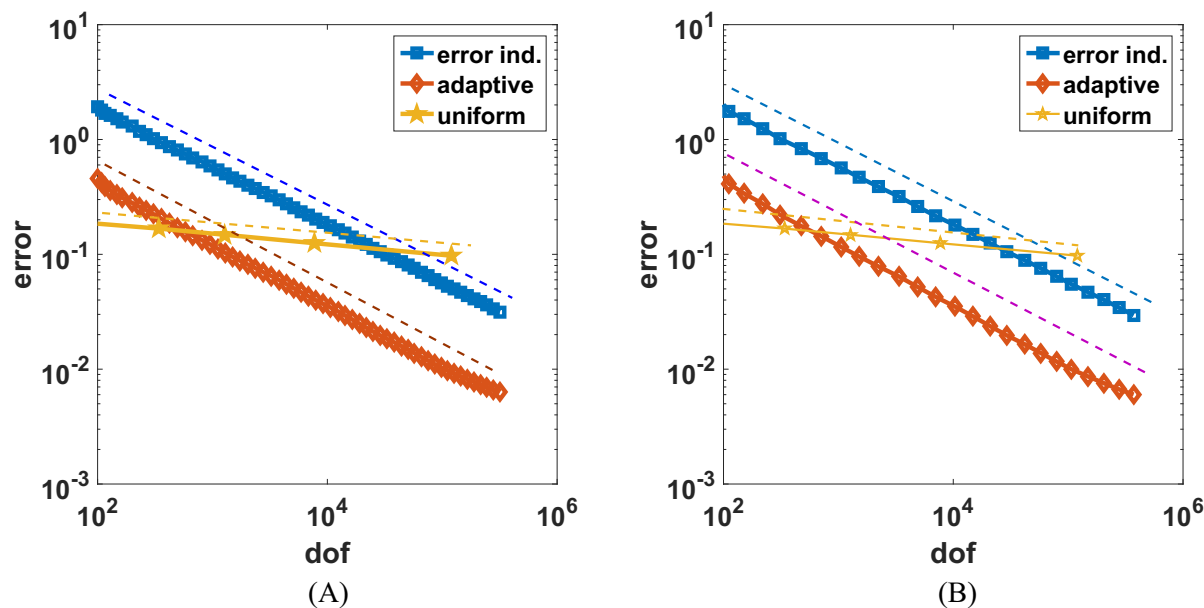 10^1
10^0
10^-1
10^-2
10^-3
error
10^2
10^4
10^6
dof
error ind.
adaptive
uniform
(A)
10^1
10^0
10^-1
10^-2
10^-3
error
10^2
10^4
10^6
dof
error ind.
adaptive
uniform
(B)